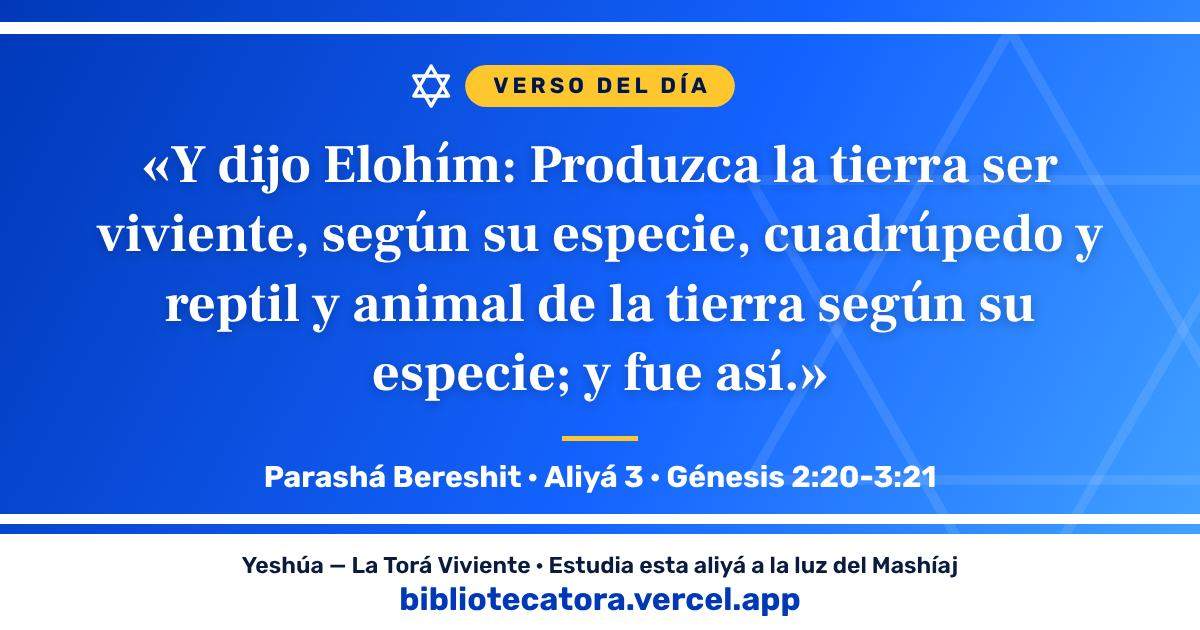 VERSO DEL DÍA
«Y dijo Elohím: Produzca la tierra ser
viviente, según su especie, cuadrúpedo y
reptil y animal de la tierra según su
especie; y fue así.»
Parashá Bereshit • Aliyá 3 • Génesis 2:20-3:21
Yeshúa — La Torá Viviente • Estudia esta aliyá a la luz del Mashíaj
bibliotecatora.vercel.app